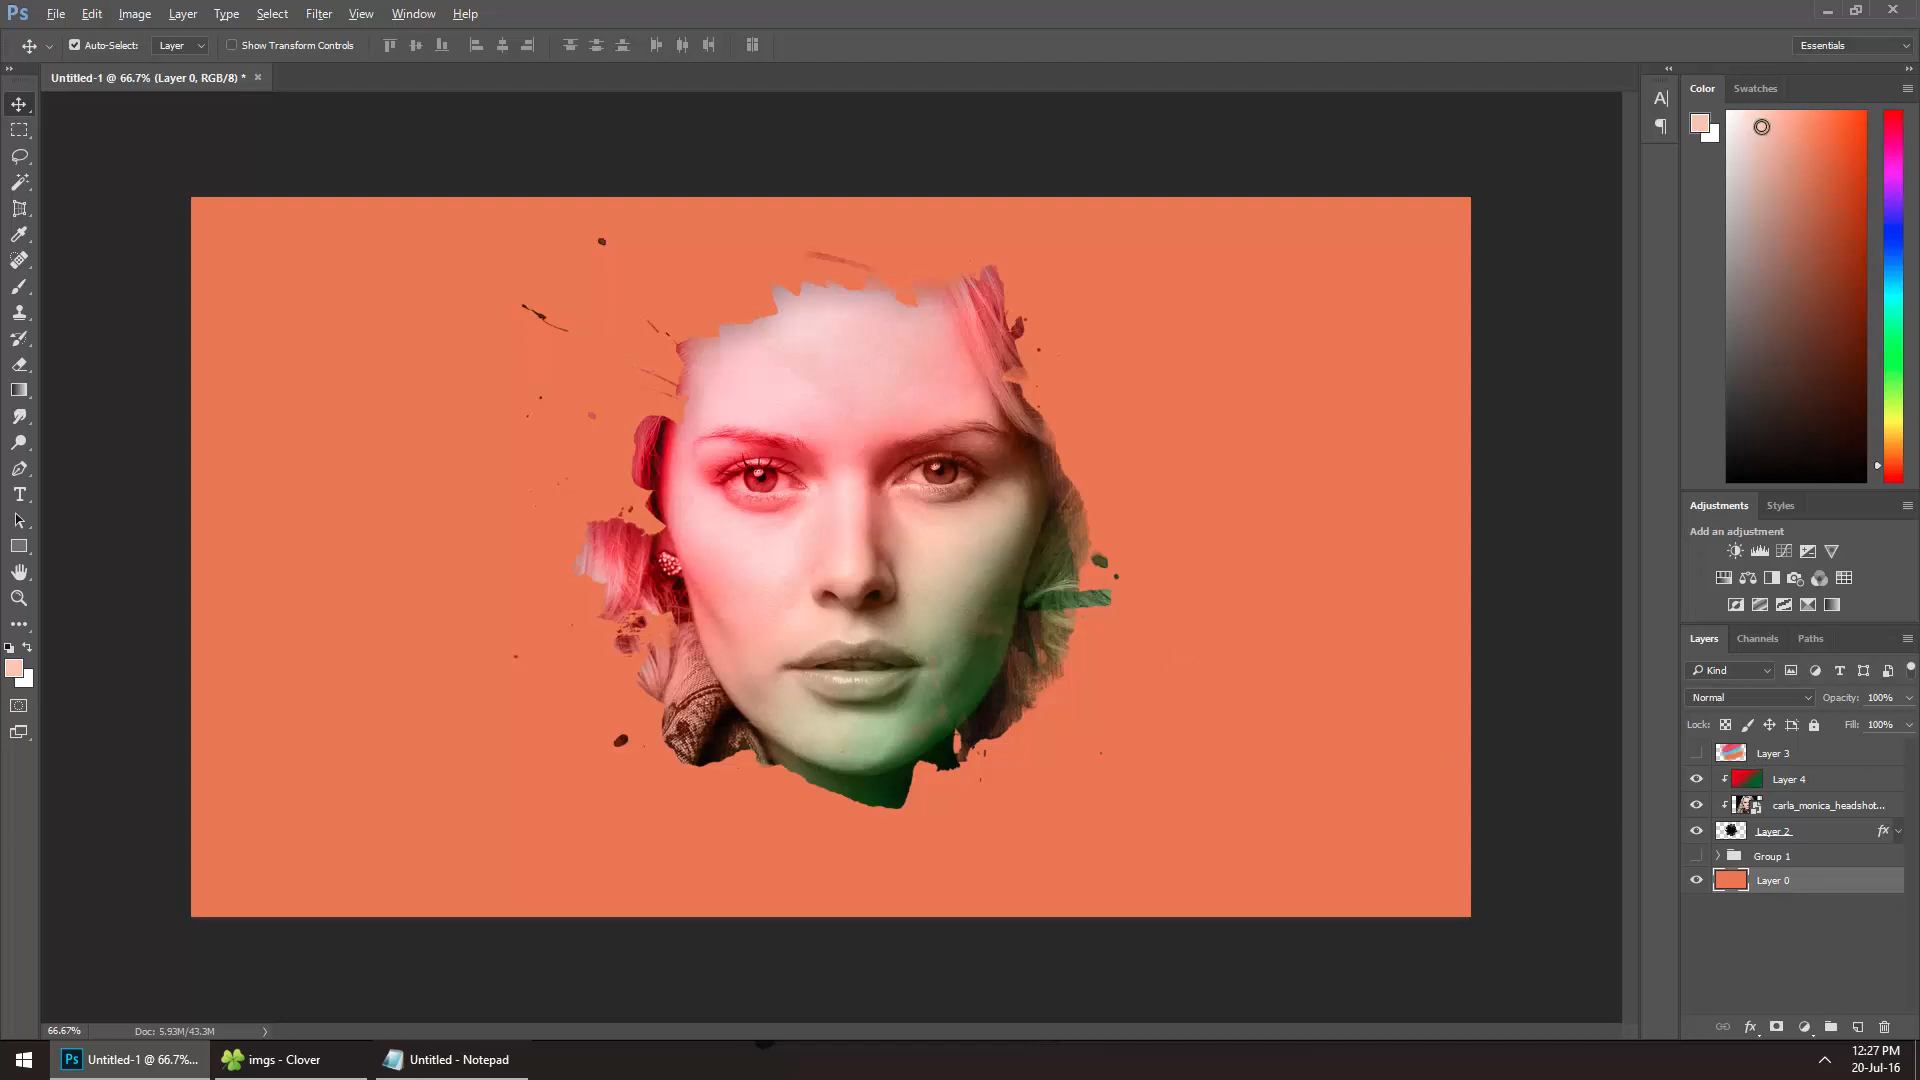 Ps File Edit Image Layer Type Select Filter View Window Help
Auto-Select: Layer Show Transform Controls Essentials
Untitled-1 @ 66.7% (Layer 0, RGB/8) * ×
Color Swatches
Adjustments Styles
Add an adjustment
Layers Channels Paths
Kind
Normal Opacity: 100%
Lock: Fill: 100%
Layer 3
Layer 4
carla_monica_headshot...
Layer 2 fx
Group 1
Layer 0
66.67% Doc: 5.93M/43.3M
fx
Ps Untitled-1 @ 66.7%... imgs - Clover Untitled - Notepad 12:27 PM
20-Jul-16